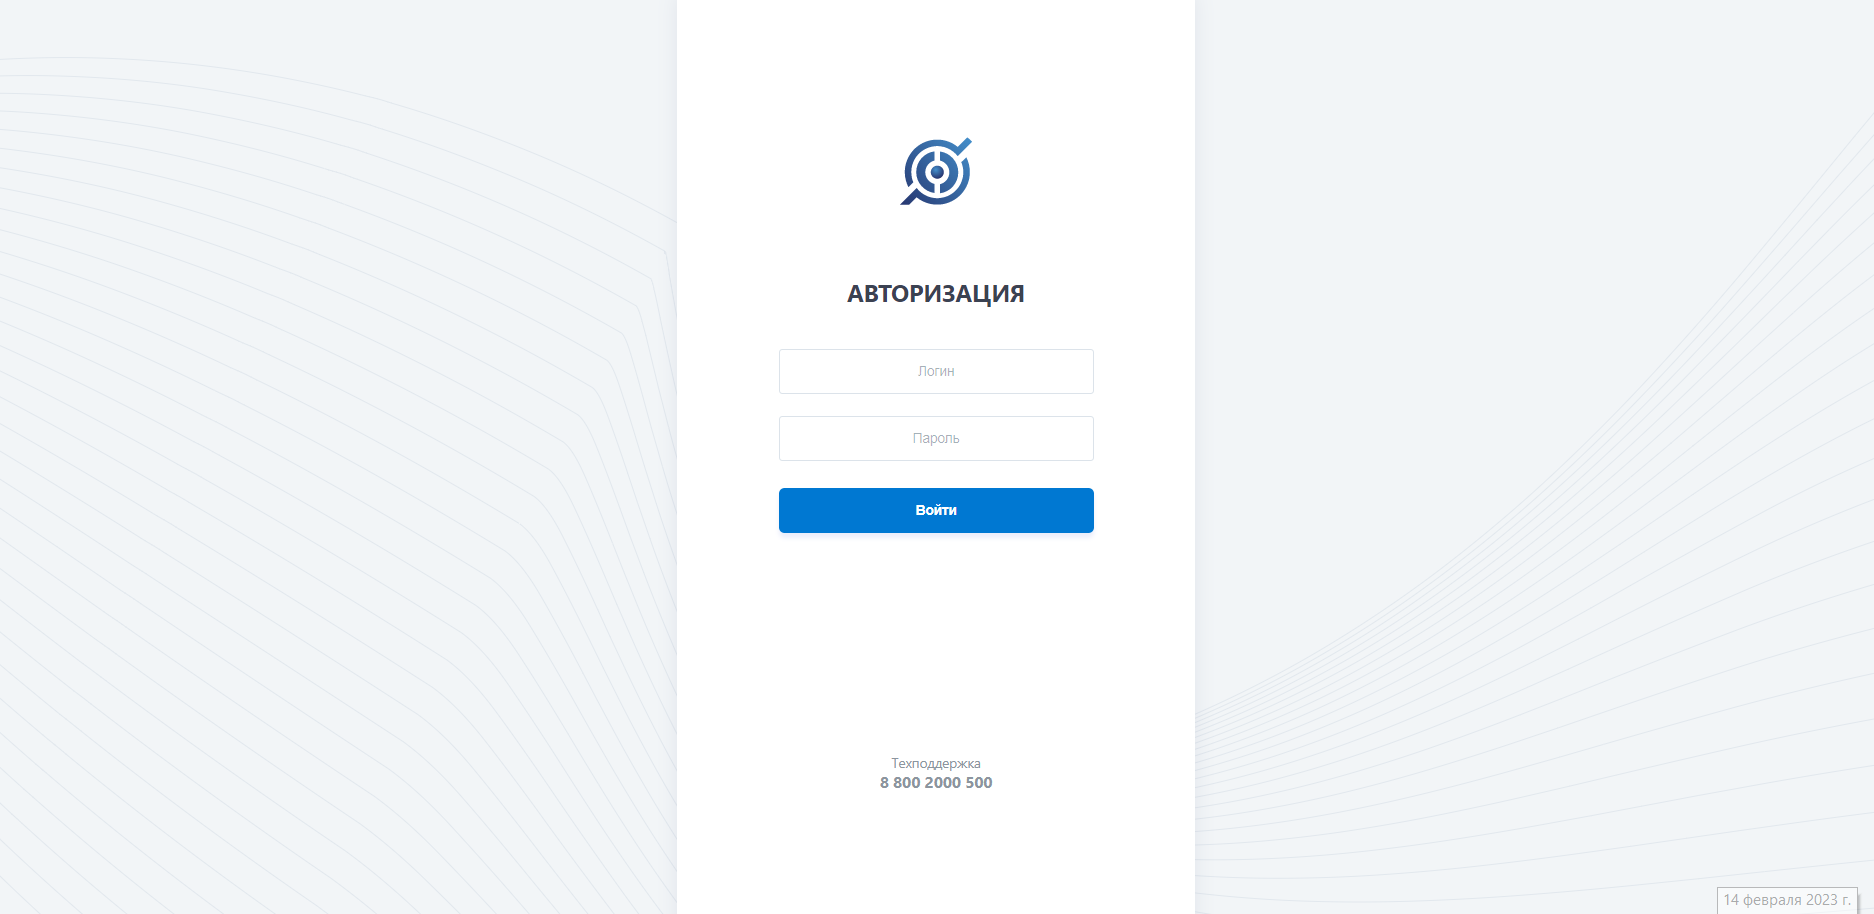 АВТОРИЗАЦИЯ
Логин
Пароль
Войти
Техподдержка
8 800 2000 500
14 февраля 2023 г.